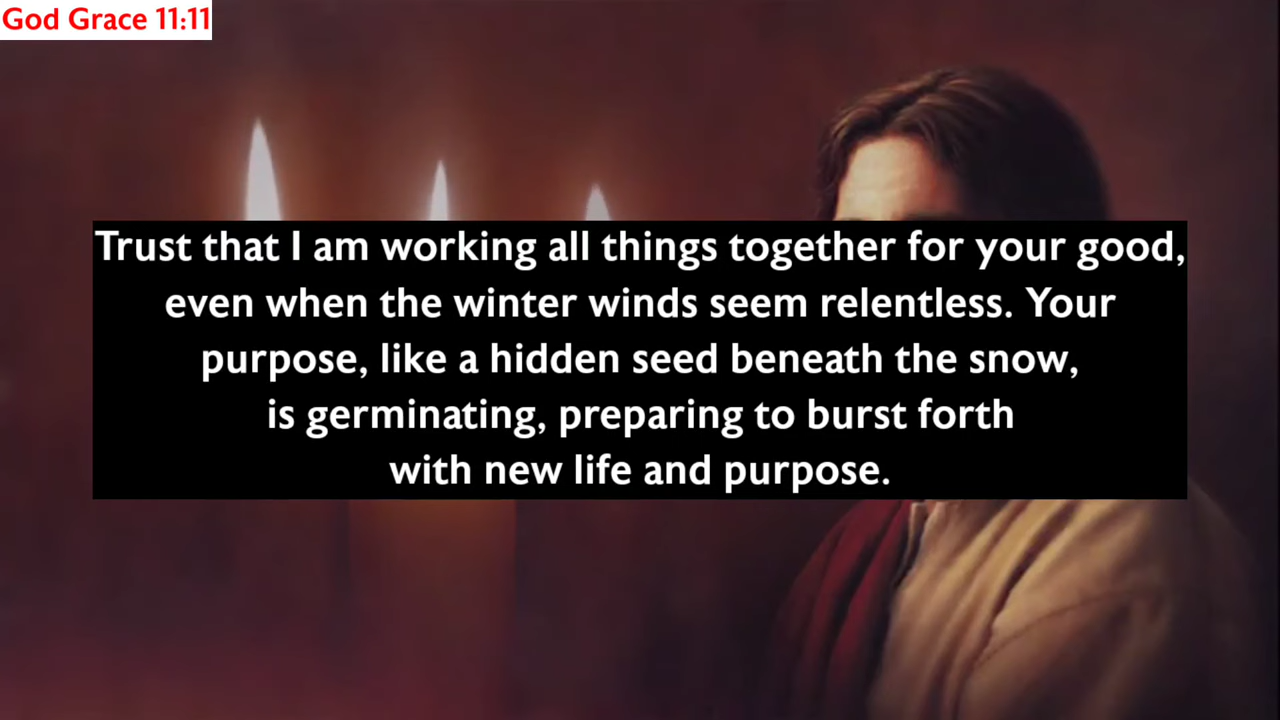 God Grace 11:11
Trust that I am working all things together for your good,
even when the winter winds seem relentless. Your
purpose, like a hidden seed beneath the snow,
is germinating, preparing to burst forth
with new life and purpose.